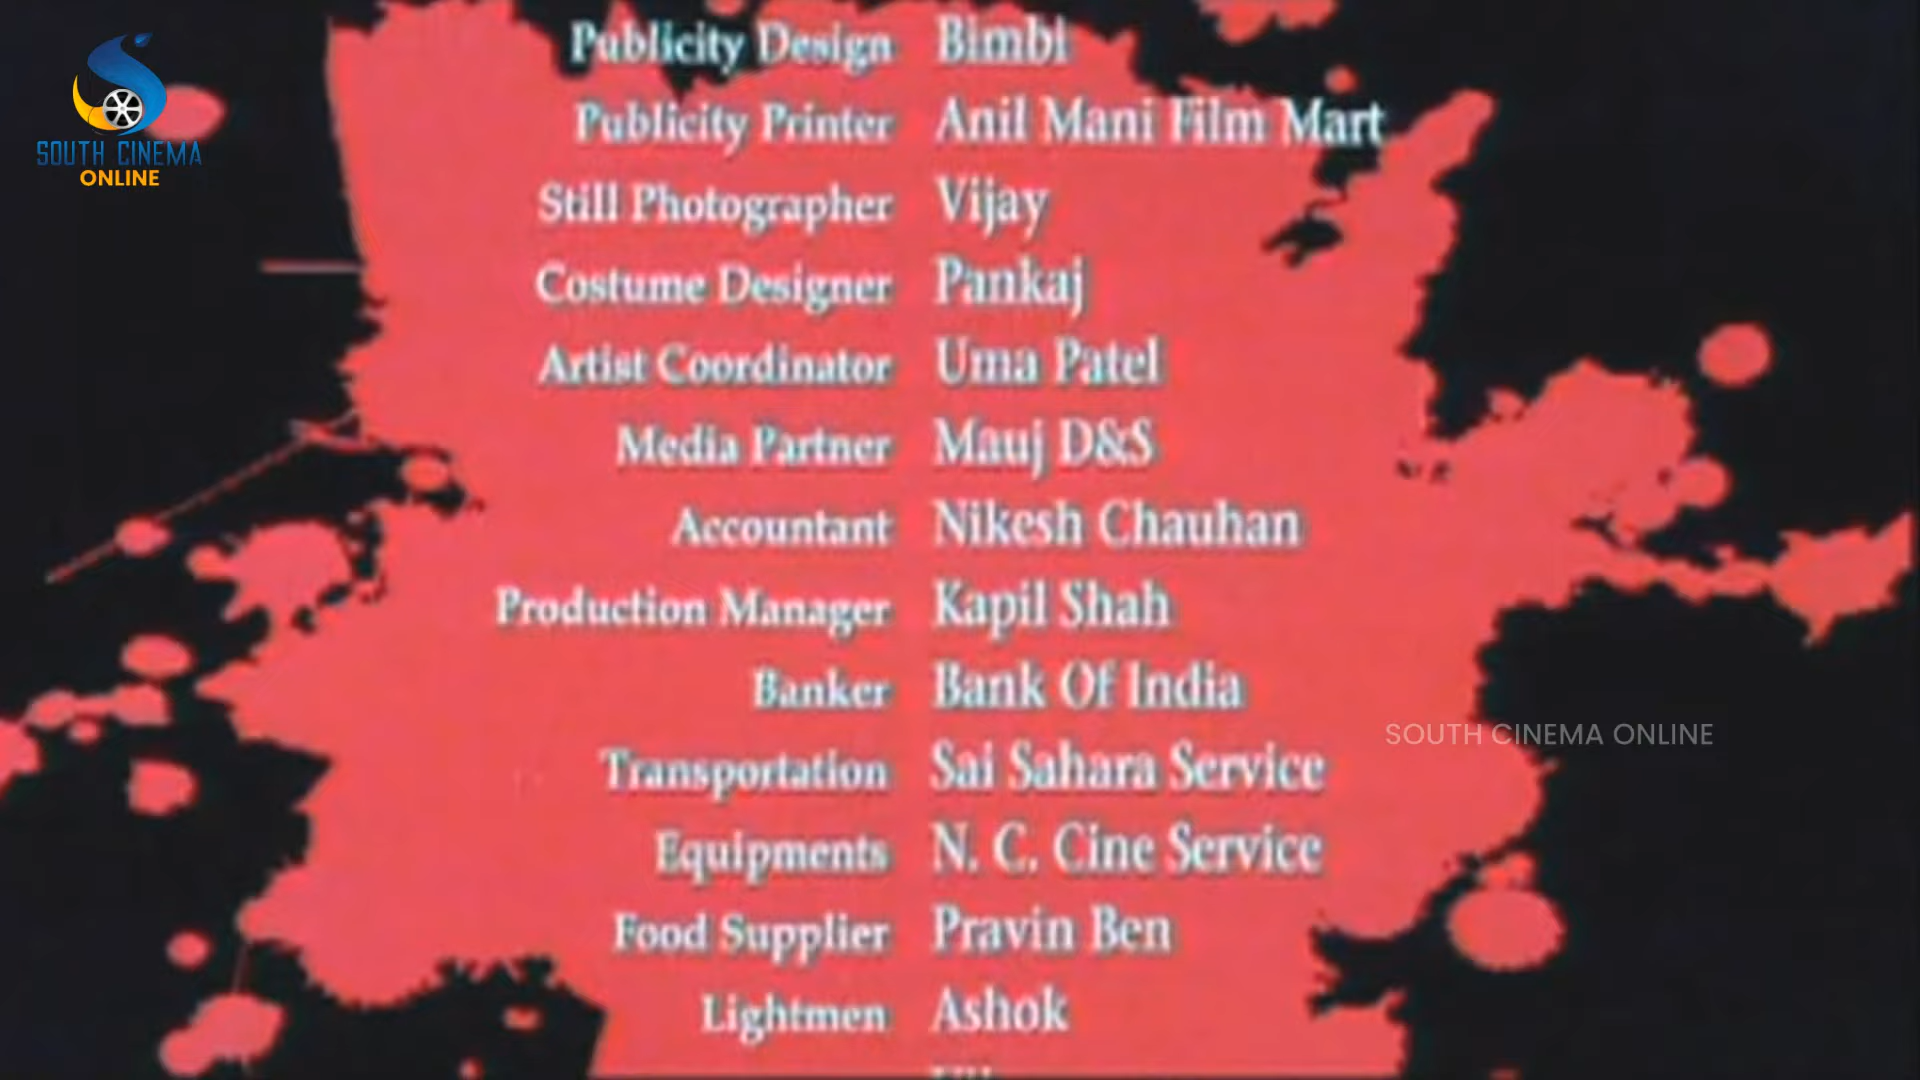 Publicity Design Bimbi
SOUTH CINEMA
ONLINE
Publicity Printer Anil Mani Film Mart
Still Photographer Vijay
Costume Designer Pankaj
Artist Coordinator Uma Patel
Media Partner Mauj D&S
Accountant Nikesh Chauhan
Production Manager Kapil Shah
Banker Bank Of India
SOUTH CINEMA ONLINE
Transportation Sai Sahara Service
Equipments N. C. Cine Service
Food Supplier Pravin Ben
Lightmen Ashok